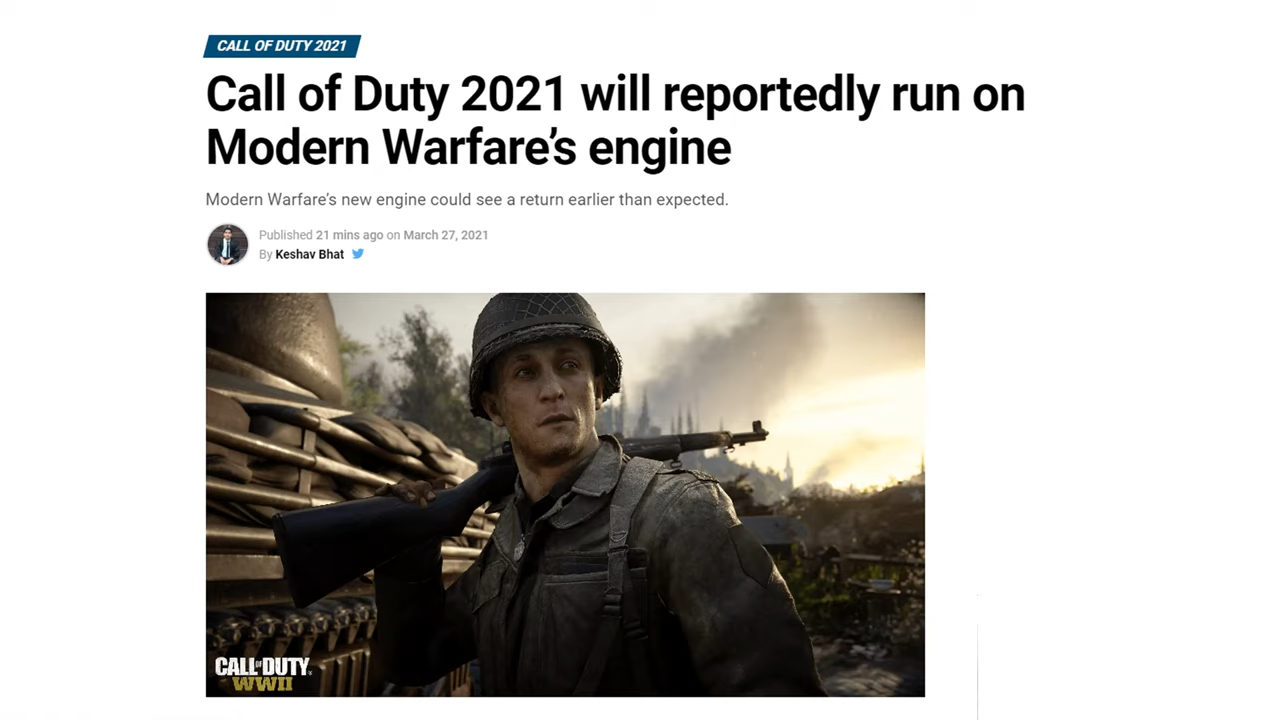 CALL OF DUTY 2021
Call of Duty 2021 will reportedly run on
Modern Warfare’s engine
Modern Warfare’s new engine could see a return earlier than expected.
Published 21 mins ago on March 27, 2021
By Keshav Bhat
CALL OF DUTY
WWII